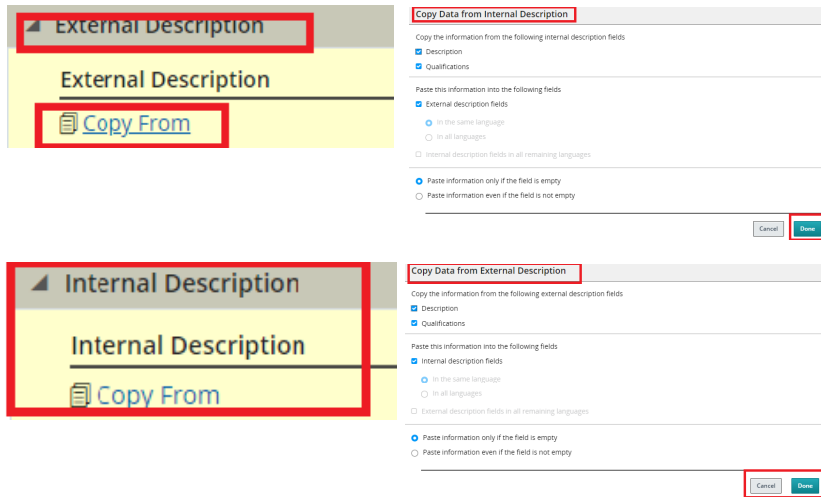 External Description
External Description
Copy From
Copy Data from Internal Description
Copy the information from the following internal description fields
Description
Qualifications
Paste this information into the following fields
External description fields
In the same language
In all languages
Internal description fields in all remaining languages
Paste information only if the field is empty
Paste information even if the field is not empty
Cancel
Done
Internal Description
Internal Description
Copy From
Copy Data from External Description
Copy the information from the following external description fields
Description
Qualifications
Paste this information into the following fields
Internal description fields
In the same language
In all languages
External description fields in all remaining languages
Paste information only if the field is empty
Paste information even if the field is not empty
Cancel
Done